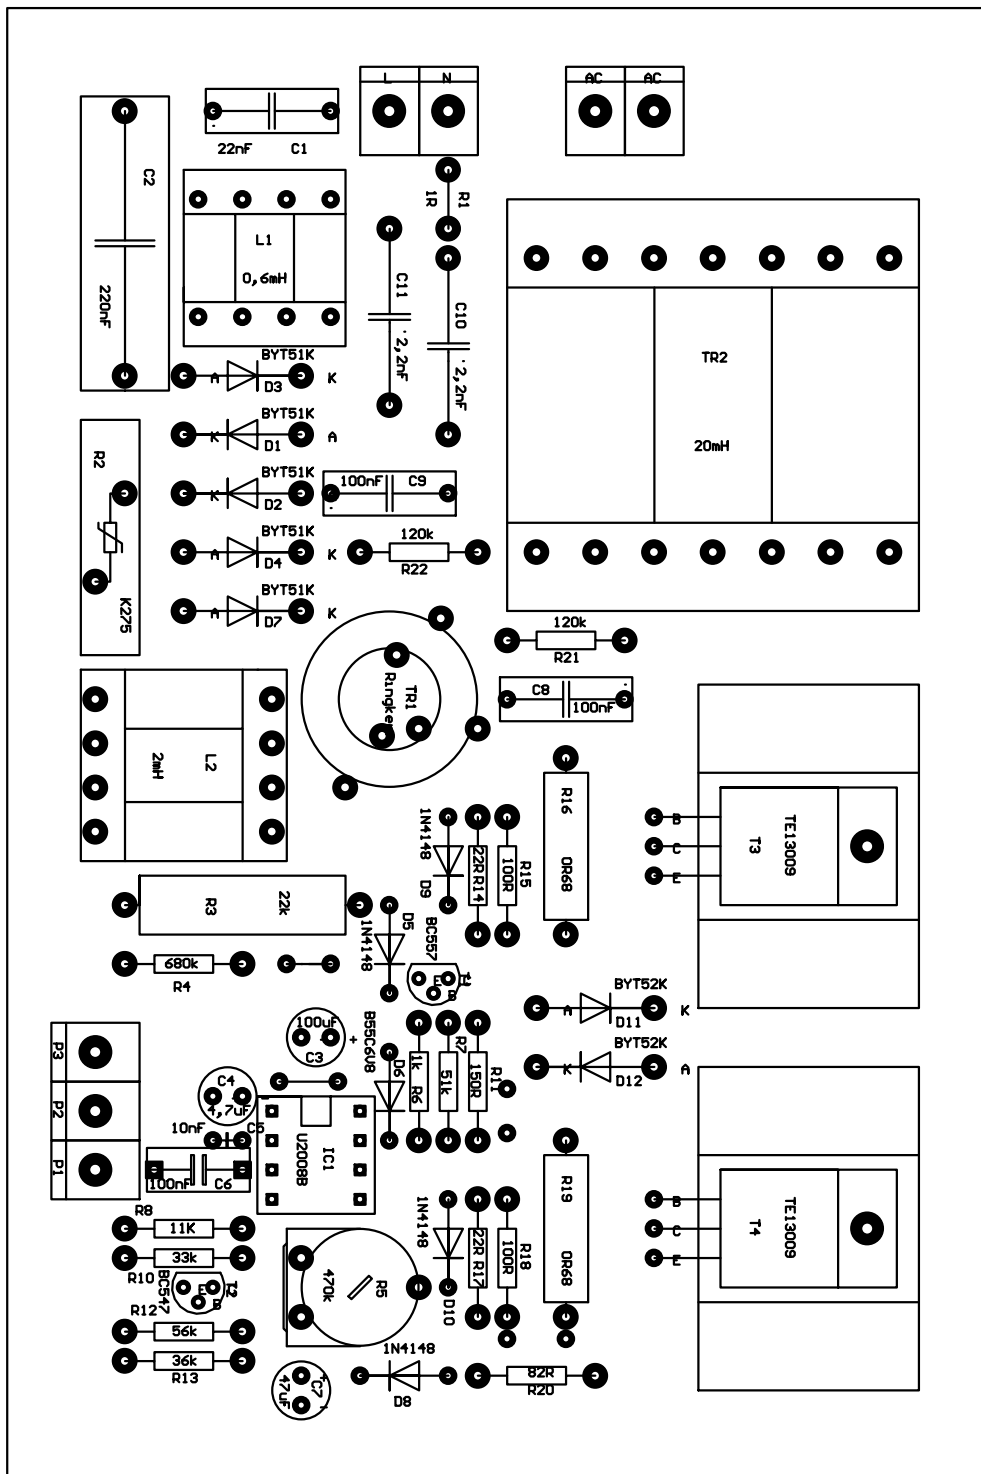 L
N
AC
AC
22nF
C1
C2
220nF
R1
1R
L1
0,6mH
C11
2,2nF
C10
2,2nF
TR2
20mH
BYT51K
A
K
D3
BYT51K
K
A
D1
BYT51K
K
D2
100nF
C9
BYT51K
A
K
D4
120k
R22
BYT51K
A
K
D7
R2
K275
120k
R21
C8
100nF
TR1
Ringker
2mH
L2
R16
0R68
B
C
E
T3
TE13009
1N4148
D9
22R
R14
100R
R15
R3
22k
D5
1N4148
BC557
E
B
680k
R4
BYT52K
A
K
D11
BYT52K
K
A
D12
P3
P2
P1
100uF
C3
+
B55C6V8
D6
1k
R6
R7
51k
150R
R11
C4
4,7uF
10nF
C5
100nF
C6
U2008B
IC1
R8
11K
33k
R10
BC547
E
B
T2
R12
56k
36k
R13
470k
R5
1N4148
D10
22R
R17
100R
R18
R19
0R68
B
C
E
T4
TE13009
+
C7
47uF
-
1N4148
D8
82R
R20